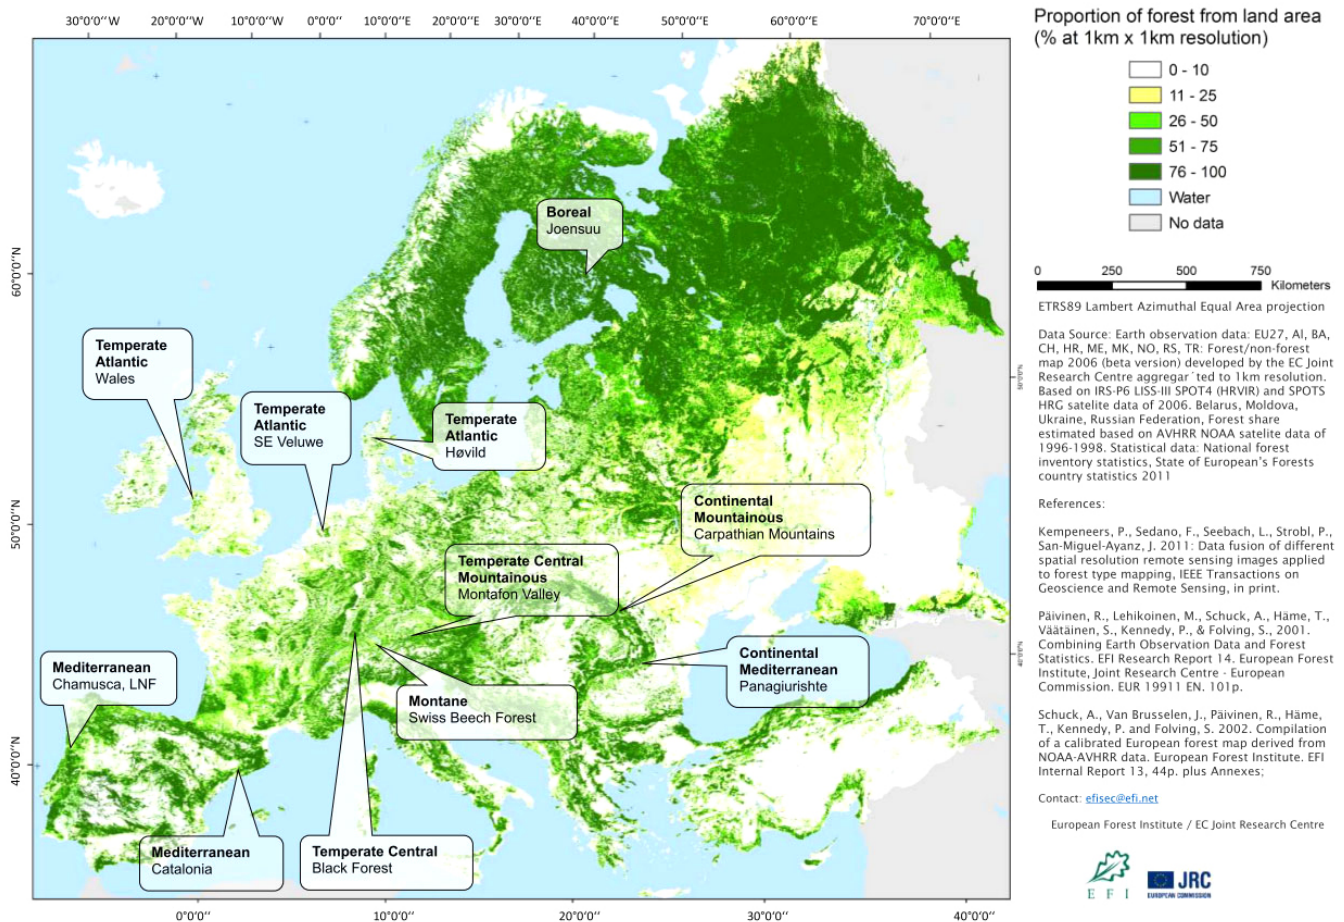 30°0'0''W 20°0'0''W 10°0'0''W 0°0'0''E 10°0'0''E 20°0'0''E 30°0'0''E 40°0'0''E 50°0'0''E 60°0'0''E 70°0'0''E
60°0'0''N
50°0'0''N
40°0'0''N
50°0'0''N
40°0'0''N
0°0'0'' 10°0'0''E 20°0'0''E 30°0'0''E 40°0'0''E
Boreal
Joensuu
Temperate
Atlantic
Wales
Temperate
Atlantic
SE Veluwe
Temperate
Atlantic
Høvild
Continental
Mountainous
Carpathian Mountains
Temperate Central
Mountainous
Montafon Valley
Continental
Mediterranean
Panagiurishte
Mediterranean
Chamusca, LNF
Montane
Swiss Beech Forest
Mediterranean
Catalonia
Temperate Central
Black Forest
Proportion of forest from land area
(% at 1km x 1km resolution)
0 - 10
11 - 25
26 - 50
51 - 75
76 - 100
Water
No data
0 250 500 750 Kilometers
ETRS89 Lambert Azimuthal Equal Area projection
Data Source: Earth observation data: EU27, AI, BA,
CH, HR, ME, MK, NO, RS, TR: Forest/non-forest
map 2006 (beta version) developed by the EC Joint
Research Centre aggregar`ted to 1km resolution.
Based on IRS-P6 LISS-III SPOT4 (HRVIR) and SPOT5
HRG satellite data of 2006. Belarus, Moldova,
Ukraine, Russian Federation, Forest share
estimated based on AVHRR NOAA satelite data of
1996-1998. Statistical data: National forest
inventory statistics, State of European's Forests
country statistics 2011
References:
Kempeneers, P., Sedano, F., Seebach, L., Strobl, P.,
San-Miguel-Ayanz, J. 2011: Data fusion of different
spatial resolution remote sensing images applied
to forest type mapping, IEEE Transactions on
Geoscience and Remote Sensing, in print.
Päivinen, R., Lehikoinen, M., Schuck, A., Häme, T.,
Väätäinen, S., Kennedy, P., & Folving, S., 2001.
Combining Earth Observation Data and Forest
Statistics. EFI Research Report 14. European Forest
Institute, Joint Research Centre - European
Commission. EUR 19911 EN. 101p.
Schuck, A., Van Brusselen, J., Päivinen, R., Häme,
T., Kennedy, P. and Folving, S. 2002. Compilation
of a calibrated European forest map derived from
NOAA-AVHRR data. European Forest Institute. EFI
Internal Report 13, 44p. plus Annexes;
Contact: efisec@efi.net
European Forest Institute / EC Joint Research Centre
EFI
JRC
EUROPEAN COMMISSION